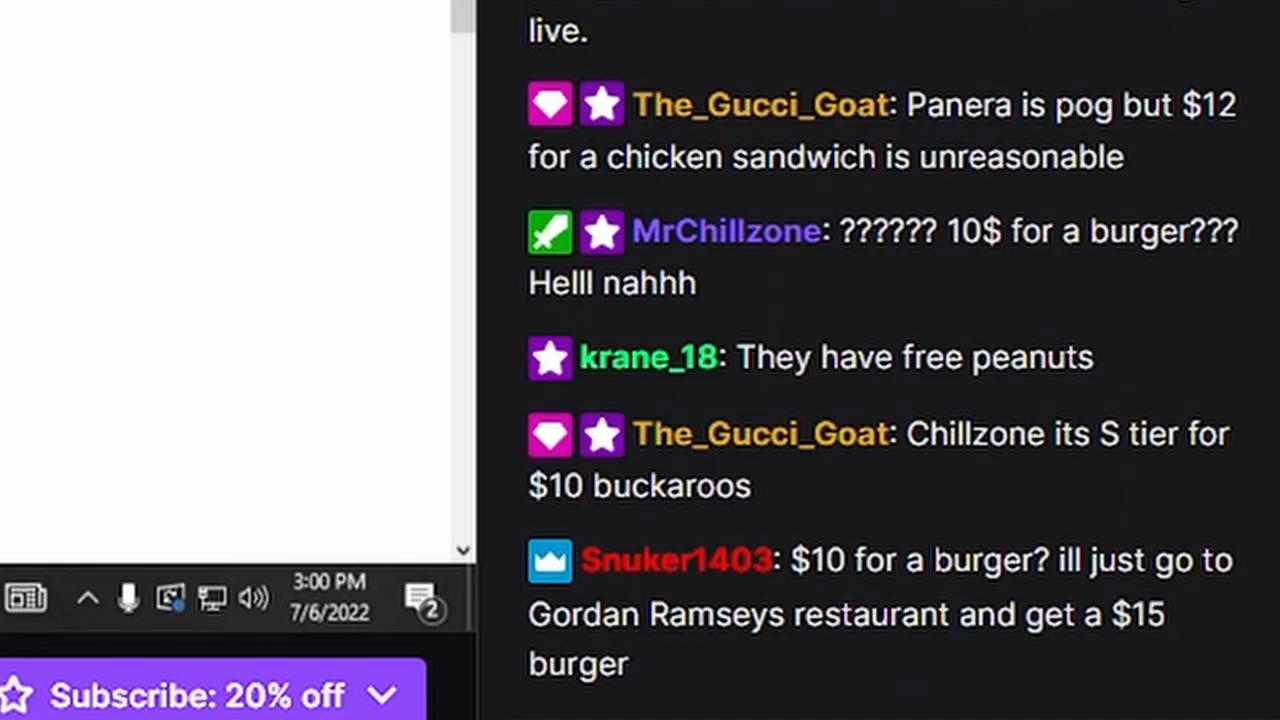 live.
The_Gucci_Goat: Panera is pog but $12
for a chicken sandwich is unreasonable
MrChillzone: ?????? 10$ for a burger???
Helll nahhh
krane_18: They have free peanuts
The_Gucci_Goat: Chillzone its S tier for
$10 buckaroos
Snuker1403: $10 for a burger? ill just go to
Gordan Ramseys restaurant and get a $15
burger
3:00 PM
7/6/2022
2
Subscribe: 20% off